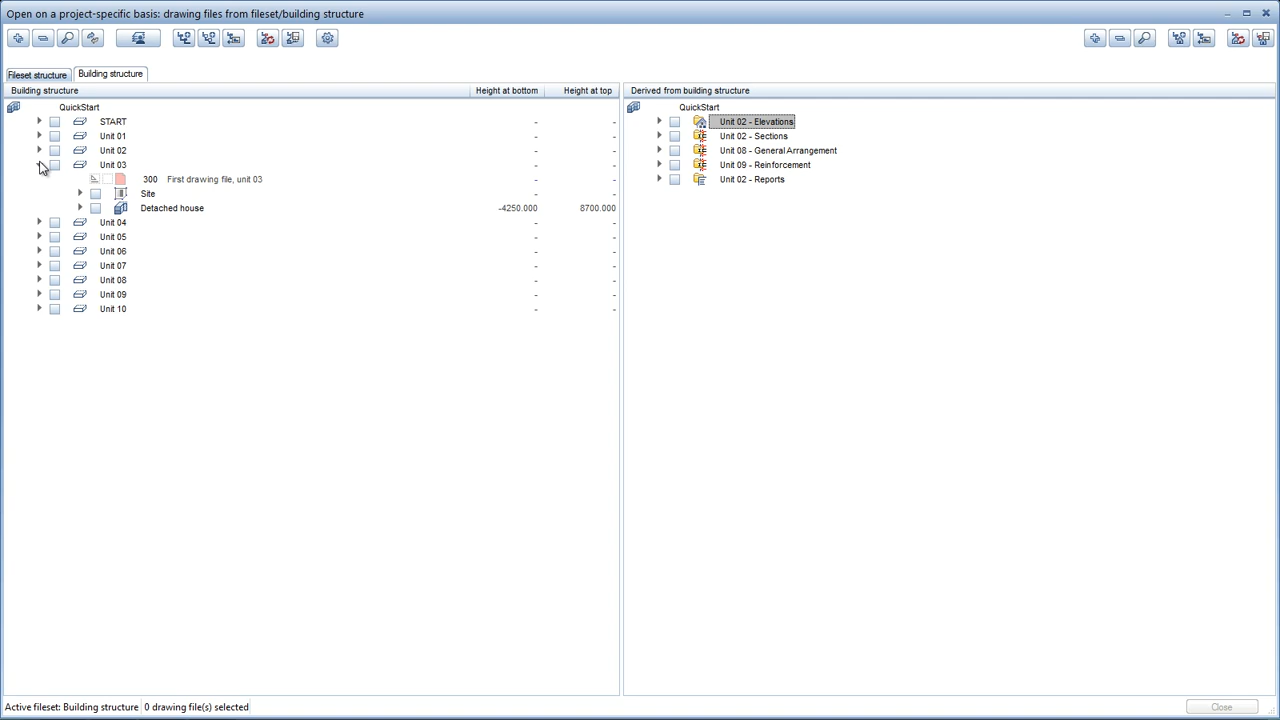 Open on a project-specific basis: drawing files from fileset/building structure
Fileset structure Building structure
Building structure Height at bottom Height at top Derived from building structure
QuickStart QuickStart
START - - Unit 02 - Elevations
Unit 01 - - Unit 02 - Sections
Unit 02 - - Unit 08 - General Arrangement
Unit 03 - - Unit 09 - Reinforcement
300 First drawing file, unit 03 - - Unit 02 - Reports
Site - -
Detached house -4250.000 8700.000
Unit 04 - -
Unit 05 - -
Unit 06 - -
Unit 07 - -
Unit 08 - -
Unit 09 - -
Unit 10 - -
Active fileset: Building structure 0 drawing file(s) selected Close